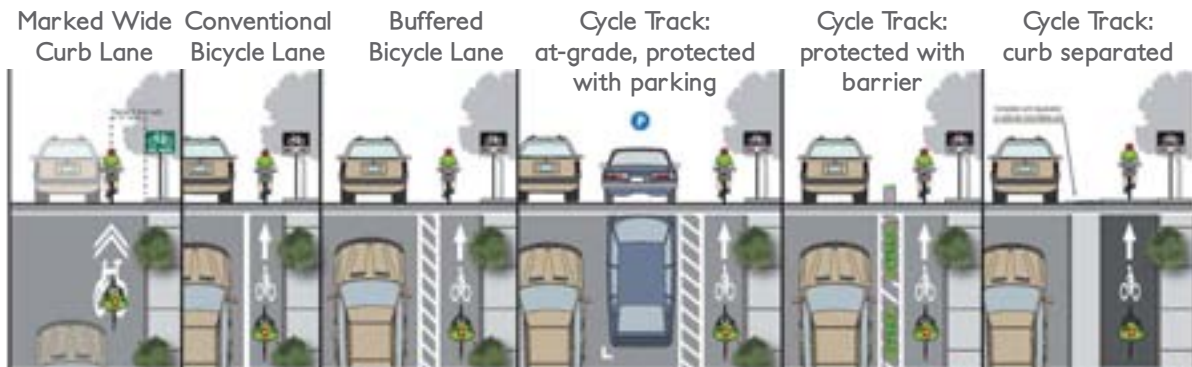 Marked Wide
Curb Lane
Conventional
Bicycle Lane
Buffered
Bicycle Lane
Cycle Track:
at-grade, protected
with parking
Cycle Track:
protected with
barrier
Cycle Track:
curb separated
P